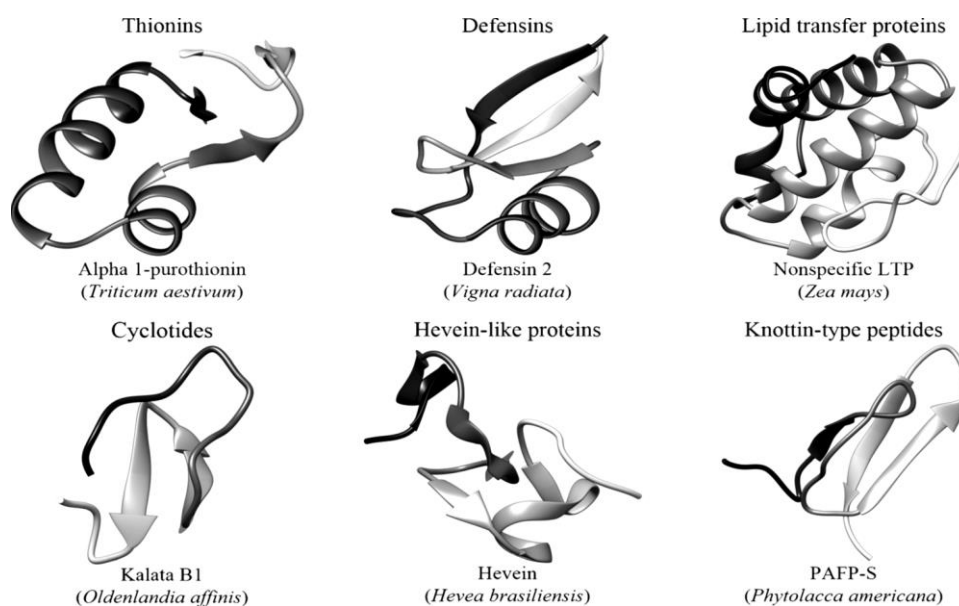 Thionins
Defensins
Lipid transfer proteins
Alpha 1-purothionin
(Triticum aestivum)
Defensin 2
(Vigna radiata)
Nonspecific LTP
(Zea mays)
Cyclotides
Hevein-like proteins
Knottin-type peptides
Kalata B1
(Oldenlandia affinis)
Hevein
(Hevea brasiliensis)
PAFP-S
(Phytolacca americana)